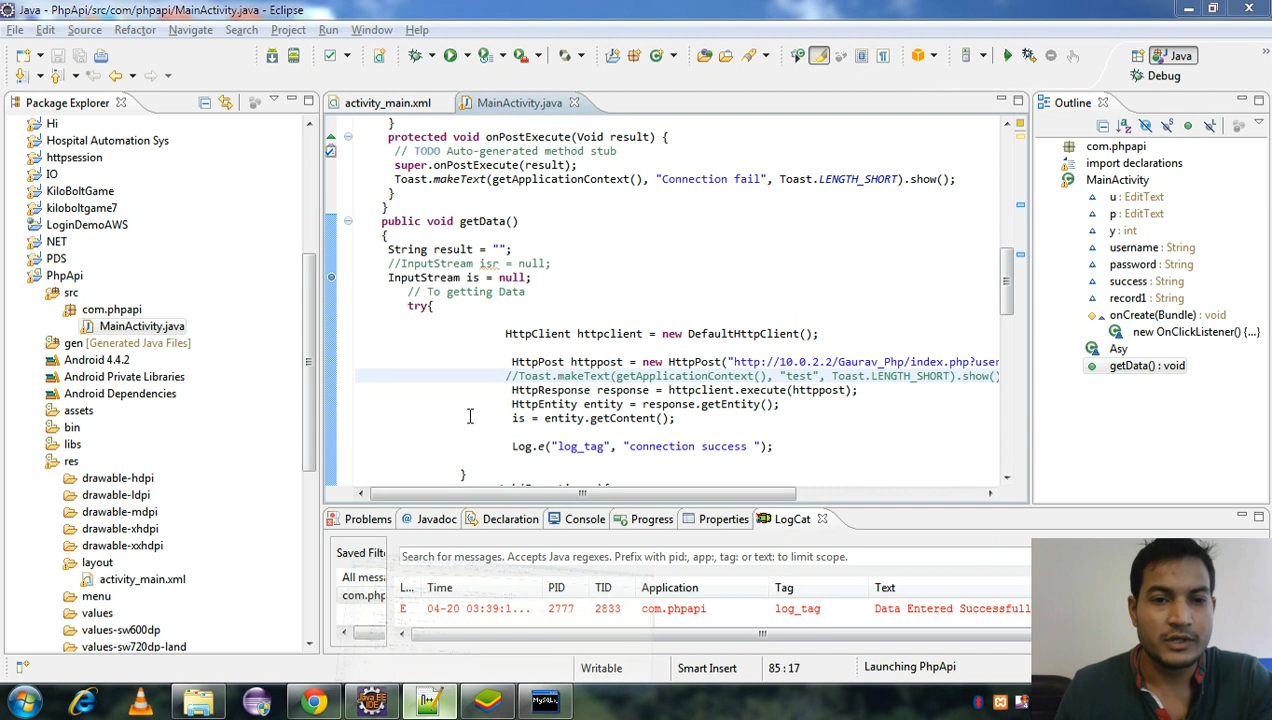 Java - PhpApi/src/com/phpapi/MainActivity.java - Eclipse
File Edit Source Refactor Navigate Search Project Run Window Help
Java
Debug
Package Explorer
Hi
Hospital Automation Sys
httpsession
IO
KiloBoltGame
kiloboltgame7
LoginDemoAWS
NET
PDS
PhpApi
src
com.phpapi
MainActivity.java
gen [Generated Java Files]
Android 4.4.2
Android Private Libraries
Android Dependencies
assets
bin
libs
res
drawable-hdpi
drawable-ldpi
drawable-mdpi
drawable-xhdpi
drawable-xxhdpi
layout
activity_main.xml
menu
values
values-sw600dp
values-sw720dp-land
activity_main.xml MainActivity.java
}
protected void onPostExecute(Void result) {
// TODO Auto-generated method stub
super.onPostExecute(result);
Toast.makeText(getApplicationContext(), "Connection fail", Toast.LENGTH_SHORT).show();
}
}
public void getData()
{
String result = "";
//InputStream isr = null;
InputStream is = null;
// To getting Data
try{
HttpClient httpclient = new DefaultHttpClient();
HttpPost httppost = new HttpPost("http://10.0.2.2/Gaurav_Php/index.php?user
//Toast.makeText(getApplicationContext(), "test", Toast.LENGTH_SHORT).show()
HttpResponse response = httpclient.execute(httppost);
HttpEntity entity = response.getEntity();
is = entity.getContent();
Log.e("log_tag", "connection success ");
}
Outline
com.phpapi
import declarations
MainActivity
u : EditText
p : EditText
y : int
username : String
password : String
success : String
record1 : String
onCreate(Bundle) : void
new OnClickListener() {...}
Asy
getData() : void
Problems Javadoc Declaration Console Progress Properties LogCat
Saved Filt
All messa
com.php
Search for messages. Accepts Java regexes. Prefix with pid:, app:, tag: or text: to limit scope.
L... Time PID TID Application Tag Text
E 04-20 03:39:1... 2777 2833 com.phpapi log_tag Data Entered Successfull
Writable Smart Insert 85 : 17 Launching PhpApi